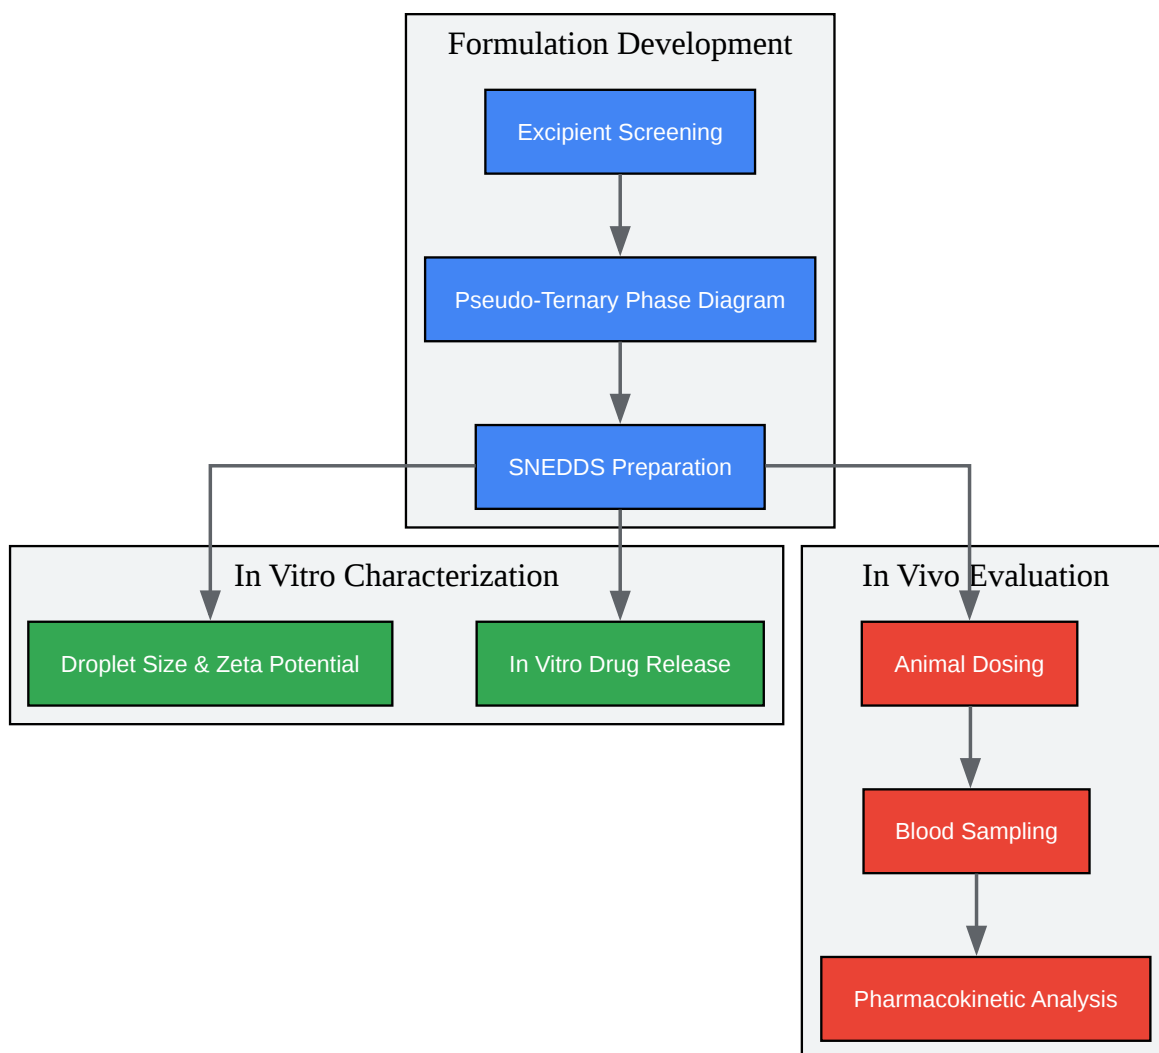 Formulation Development
Excipient Screening
Pseudo-Ternary Phase Diagram
SNEDDS Preparation
In Vitro Characterization
Droplet Size & Zeta Potential
In Vitro Drug Release
In Vivo Evaluation
Animal Dosing
Blood Sampling
Pharmacokinetic Analysis